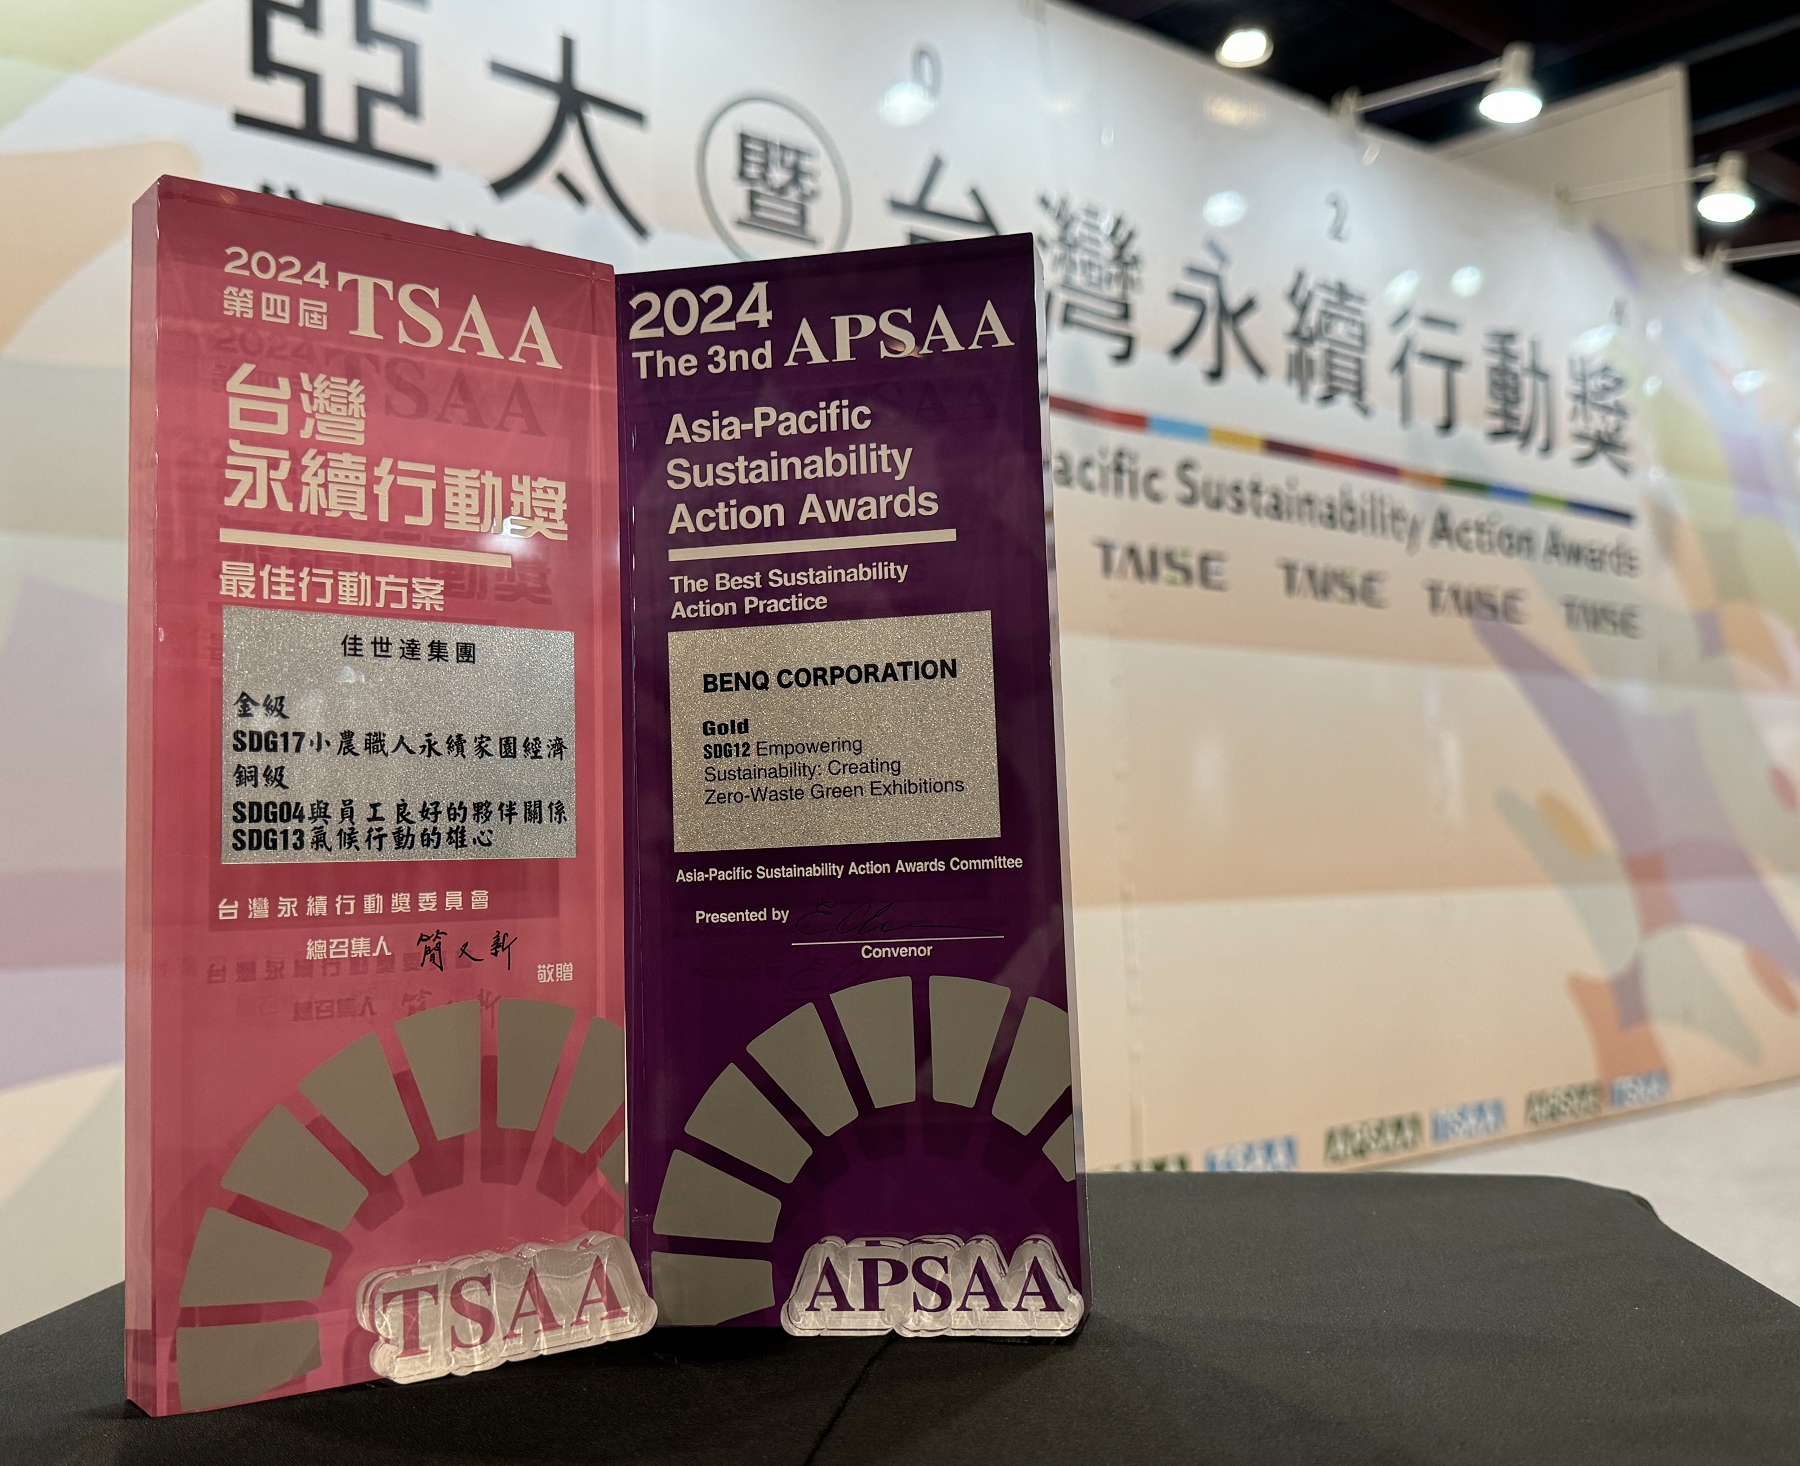 亞太暨台灣永續行動獎
2
0
2
4
Pacific Sustainability Action Awards
TAISE TAISE TAISE TAISE
2024
第四屆
TSAA
台灣
永續行動獎
最佳行動方案
佳世達集團
金級
SDG17小農職人永續家園經濟
銅級
SDG04與員工良好的夥伴關係
SDG13氣候行動的雄心
台灣永續行動獎委員會
總召集人 簡又新
敬贈
TSAA
2024
The 3nd APSAA
Asia-Pacific
Sustainability
Action Awards
The Best Sustainability
Action Practice
BENQ CORPORATION
Gold
SDG12 Empowering
Sustainability: Creating
Zero-Waste Green Exhibitions
Asia-Pacific Sustainability Action Awards Committee
Presented by
Convenor
APSAA